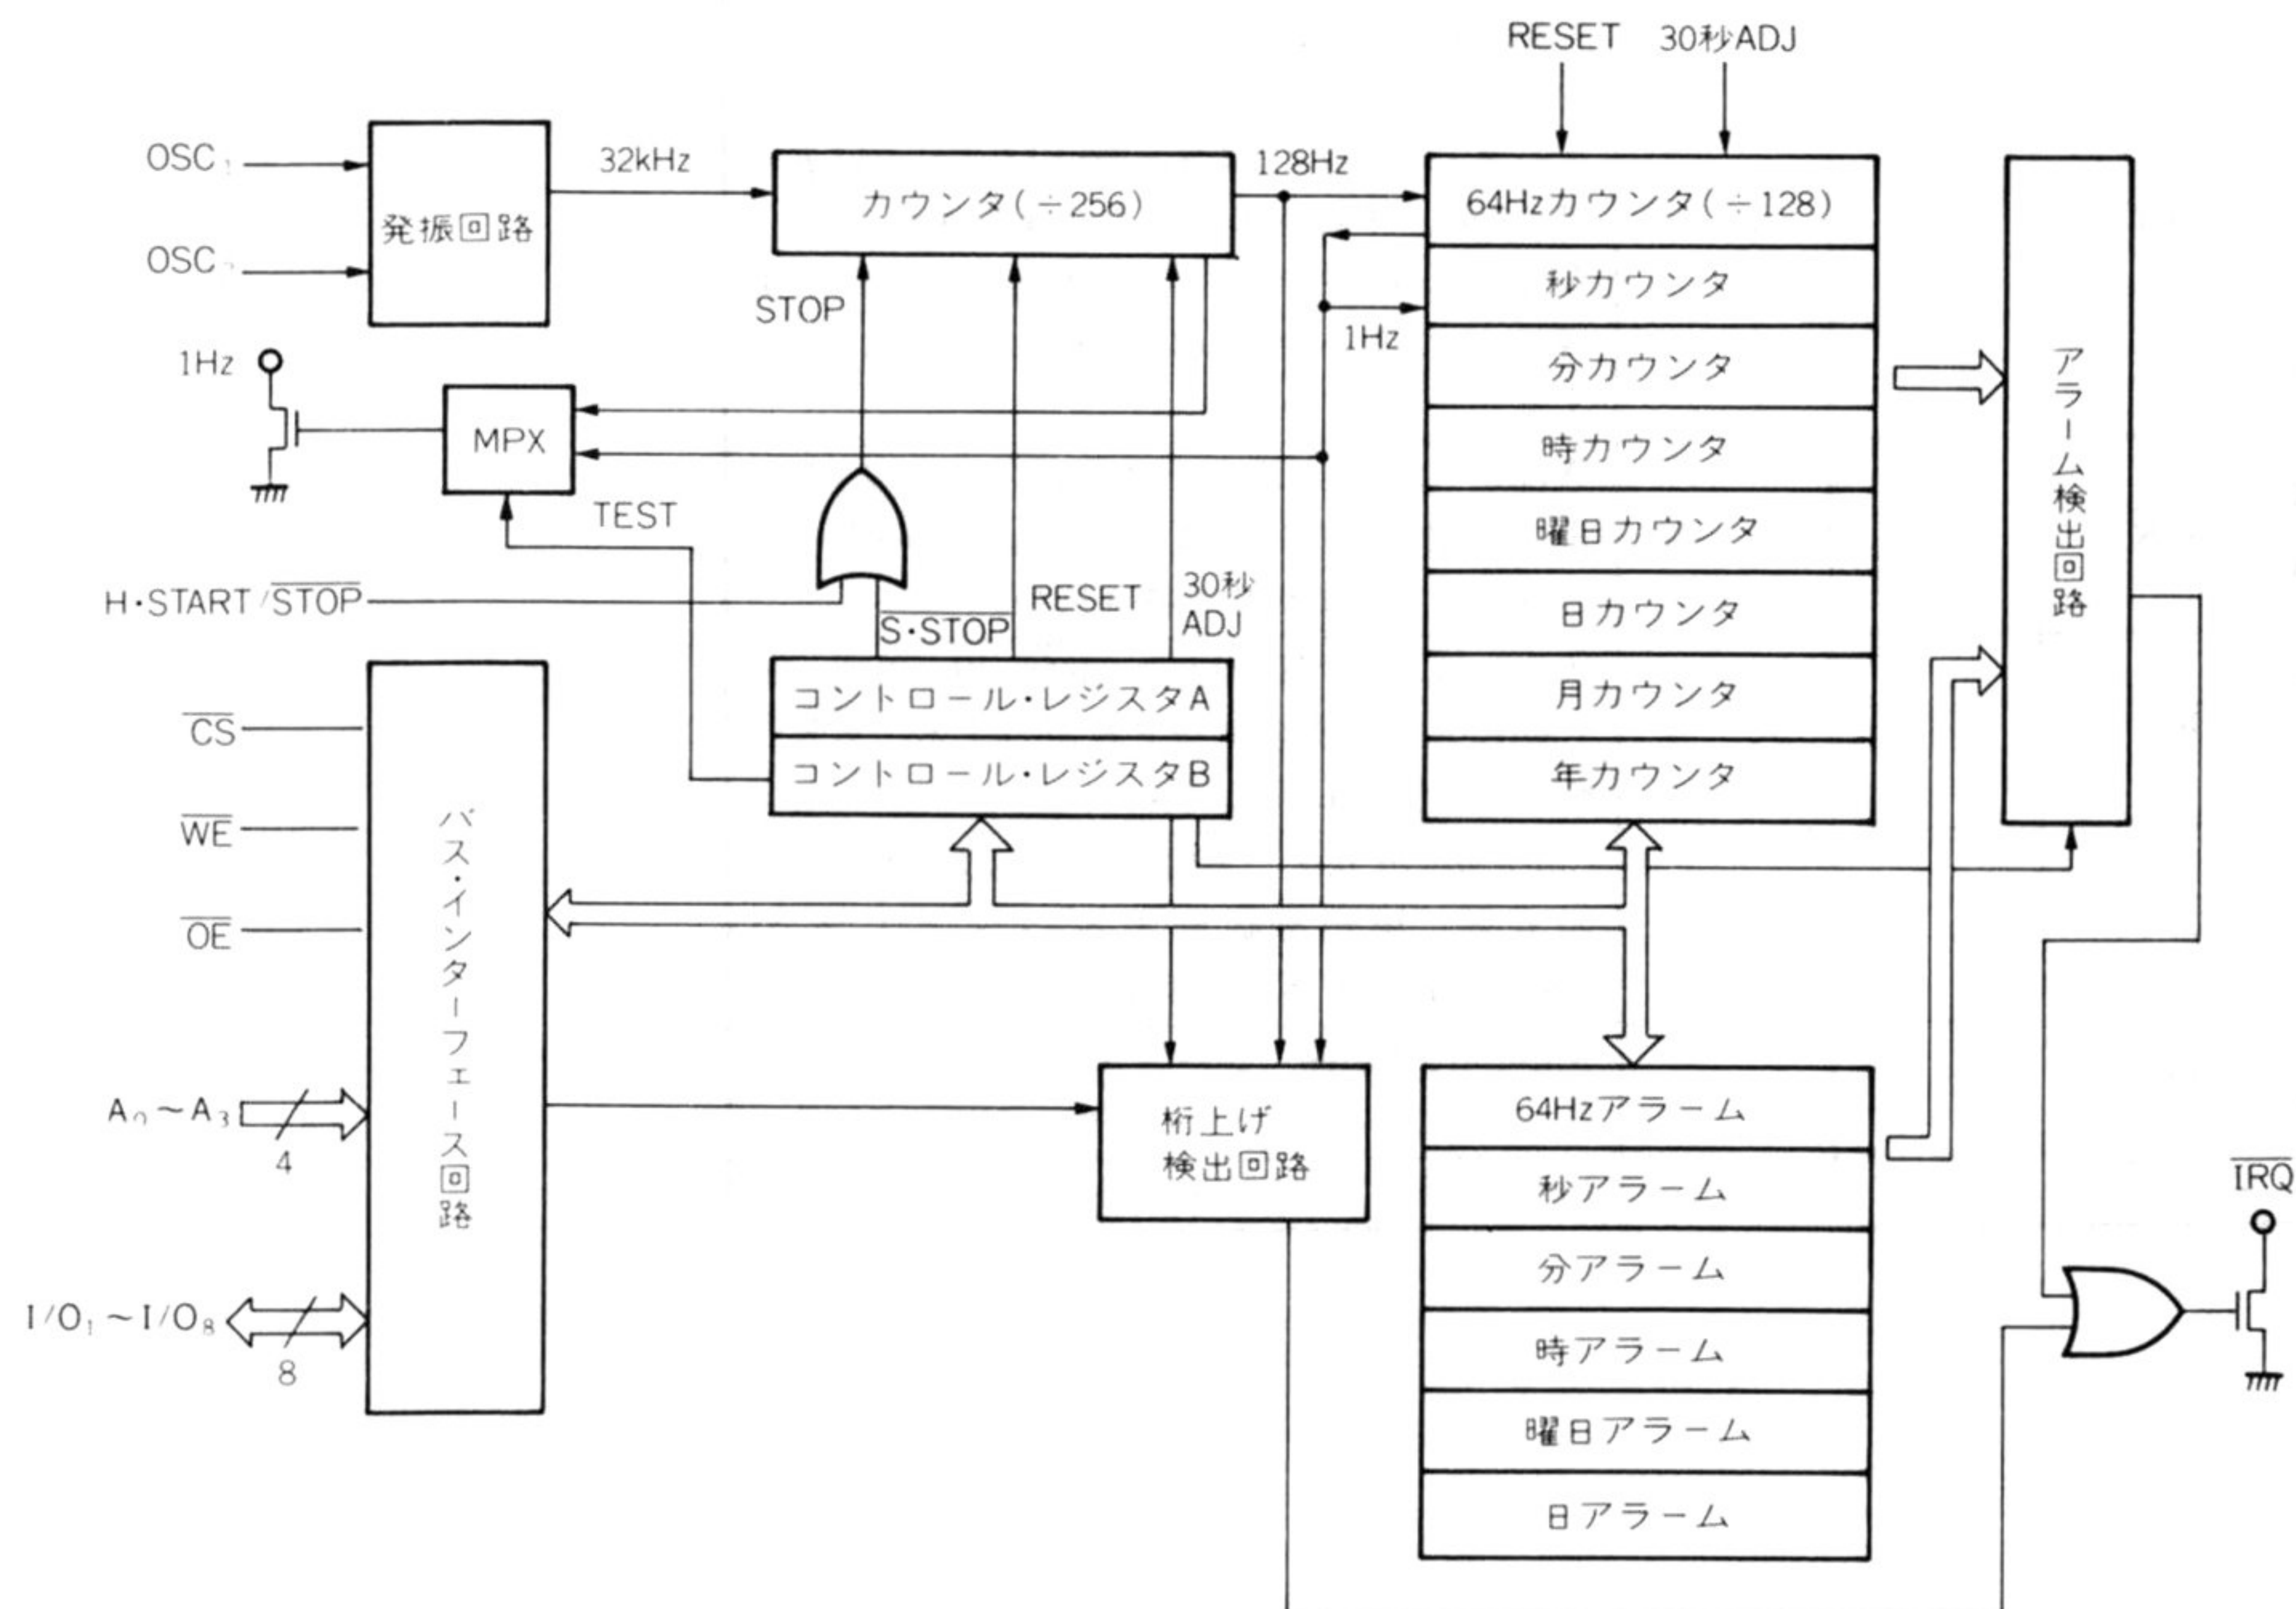 RESET 30秒ADJ
OSC₁
32kHz
カウンタ(÷256)
128Hz
64Hzカウンタ(÷128)
発振回路
OSC
秒カウンタ
STOP
1Hz
1Hz
分カウンタ
MPX
時カウンタ
TEST
曜日カウンタ
アラーム検出回路
H・START/S̅T̅O̅P̅
RESET
30秒
ADJ
S̅・̅S̅T̅O̅P̅
日カウンタ
コントロール・レジスタA
月カウンタ
コントロール・レジスタB
年カウンタ
C̅S̅
W̅E̅
O̅E̅
バス・インターフェース回路
A₀~A₃
4
桁上げ
検出回路
64Hzアラーム
秒アラーム
I̅R̅Q̅
分アラーム
I/O₁~I/O₈
8
時アラーム
曜日アラーム
日アラーム